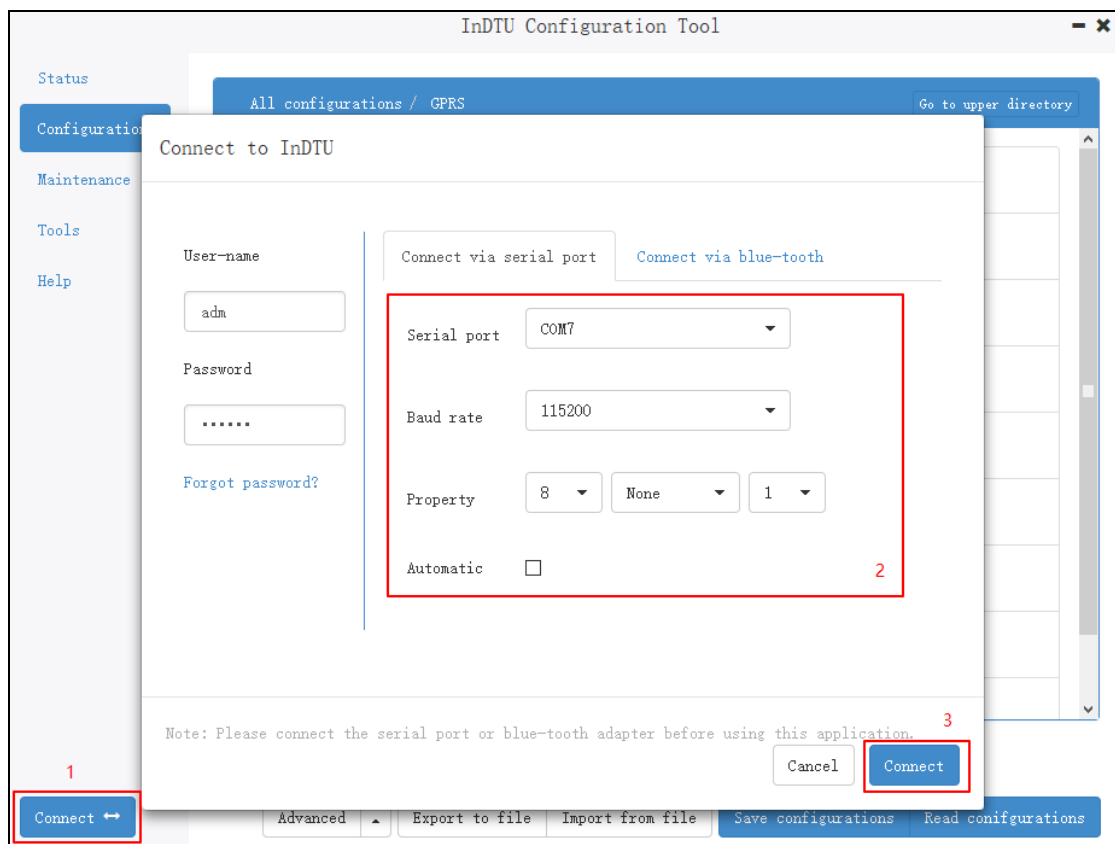 InDTU Configuration Tool
Status
Configuration
Maintenance
Tools
Help
All configurations / GPRS
Go to upper directory
Connect to InDTU
User-name
adm
Password
••••••
Forgot password?
Connect via serial port
Connect via blue-tooth
Serial port
COM7
Baud rate
115200
Property
8
None
1
Automatic
2
Note: Please connect the serial port or blue-tooth adapter before using this application.
3
Cancel
Connect
1
Connect
Advanced
Export to file
Import from file
Save configurations
Read conifgurations